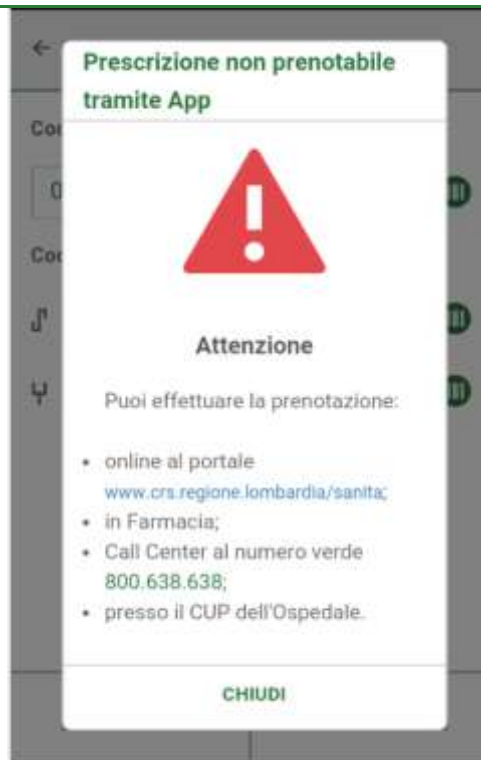 Prescrizione non prenotabile
tramite App
Attenzione
Puoi effettuare la prenotazione:
• online al portale
www.crs.regione.lombardia/sanita;
• in Farmacia;
• Call Center al numero verde
800.638.638;
• presso il CUP dell'Ospedale.
CHIUDI